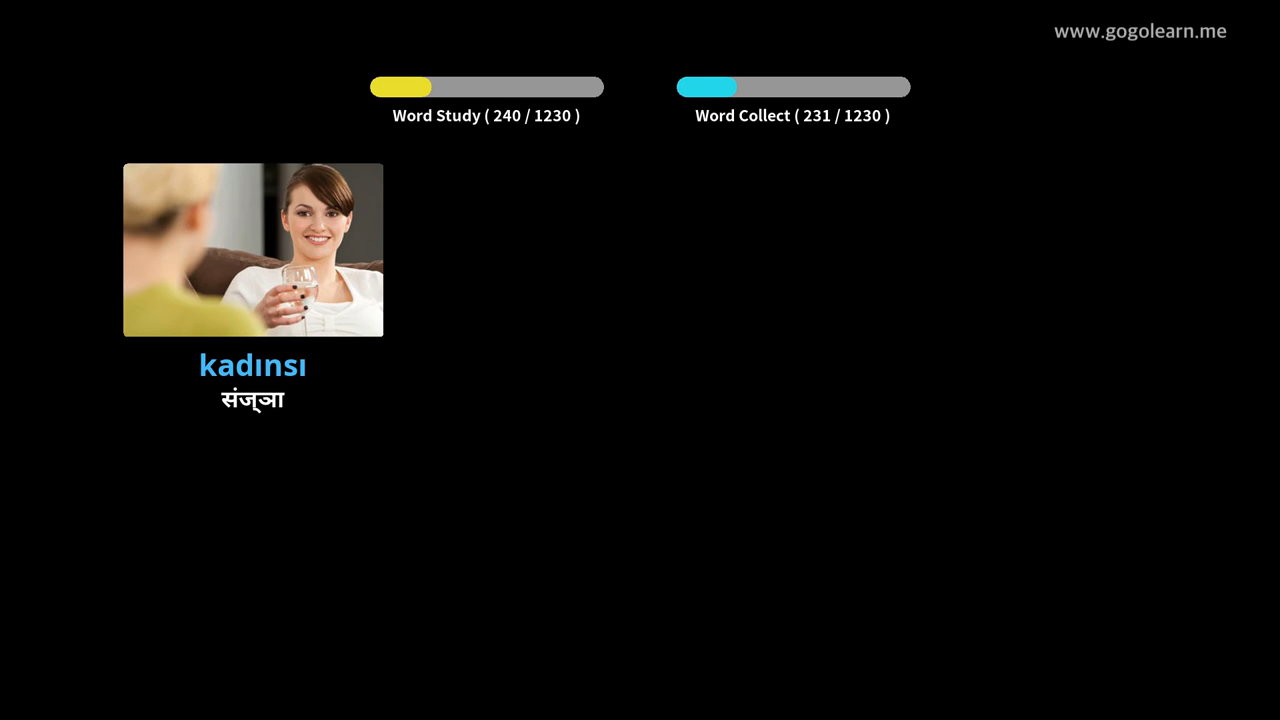 www.gogolearn.me
Word Study ( 240 / 1230 )
Word Collect ( 231 / 1230 )
kadınsı
संज्ञा